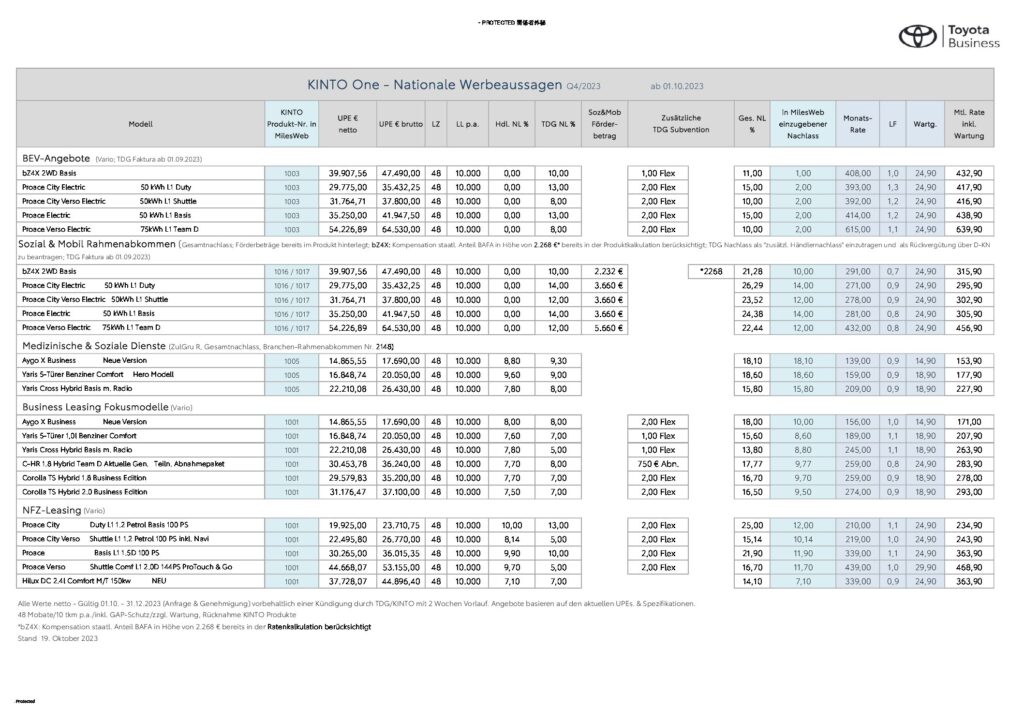 - PROTECTED 関係者外秘
Toyota
Business
KINTO One - Nationale Werbeaussagen Q4/2023 ab 01.10.2023
Modell KINTO Produkt-Nr. in MilesWeb UPE € netto UPE € brutto LZ LL p.a. Hdl. NL % TDG NL % Soz&Mob Förder- betrag Zusätzliche TDG Subvention Ges. NL % In MilesWeb einzugebener Nachlass Monats- Rate LF Wartg. Mtl. Rate inkl. Wartung
BEV-Angebote (Vario; TDG Faktura ab 01.09.2023)
bZ4X 2WD Basis 1003 39.907,56 47.490,00 48 10.000 0,00 10,00 1,00 Flex 11,00 1,00 408,00 1,0 24,90 432,90
Proace City Electric 50 kWh L1 Duty 1003 29.775,00 35.432,25 48 10.000 0,00 13,00 2,00 Flex 15,00 2,00 393,00 1,3 24,90 417,90
Proace City Verso Electric 50kWh L1 Shuttle 1003 31.764,71 37.800,00 48 10.000 0,00 8,00 2,00 Flex 10,00 2,00 392,00 1,2 24,90 416,90
Proace Electric 50 kWh L1 Basis 1003 35.250,00 41.947,50 48 10.000 0,00 13,00 2,00 Flex 15,00 2,00 414,00 1,2 24,90 438,90
Proace Verso Electric 75kWh L1 Team D 1003 54.226,89 64.530,00 48 10.000 0,00 8,00 2,00 Flex 10,00 2,00 615,00 1,1 24,90 639,90
Sozial & Mobil Rahmenabkommen (Gesamtnachlass; Förderbeträge bereits im Produkt hinterlegt; bZ4X: Kompensation staatl. Anteil BAFA in Höhe von 2.268 €* bereits in der Produktkalkulation berücksichtigt; TDG Nachlass als "zusätzl. Händlernachlass" einzutragen und als Rückvergütung über D-KN
zu beantragen; TDG Faktura ab 01.09.2023)
bZ4X 2WD Basis 1016 / 1017 39.907,56 47.490,00 48 10.000 0,00 10,00 2.232 € *2268 21,28 10,00 291,00 0,7 24,90 315,90
Proace City Electric 50 kWh L1 Duty 1016 / 1017 29.775,00 35.432,25 48 10.000 0,00 14,00 3.660 € 26,29 14,00 271,00 0,9 24,90 295,90
Proace City Verso Electric 50kWh L1 Shuttle 1016 / 1017 31.764,71 37.800,00 48 10.000 0,00 12,00 3.660 € 23,52 12,00 278,00 0,9 24,90 302,90
Proace Electric 50 kWh L1 Basis 1016 / 1017 35.250,00 41.947,50 48 10.000 0,00 14,00 3.660 € 24,38 14,00 281,00 0,8 24,90 305,90
Proace Verso Electric 75kWh L1 Team D 1016 / 1017 54.226,89 64.530,00 48 10.000 0,00 12,00 5.660 € 22,44 12,00 432,00 0,8 24,90 456,90
Medizinische & Soziale Dienste (ZulGru R, Gesamtnachlass, Branchen-Rahmenabkommen Nr. 2148)
Aygo X Business Neue Version 1005 14.865,55 17.690,00 48 10.000 8,80 9,30 18,10 18,10 139,00 0,9 14,90 153,90
Yaris 5-Türer Benziner Comfort Hero Modell 1005 16.848,74 20.050,00 48 10.000 9,60 9,00 18,60 18,60 159,00 0,9 18,90 177,90
Yaris Cross Hybrid Basis m. Radio 1005 22.210,08 26.430,00 48 10.000 7,80 8,00 15,80 15,80 209,00 0,9 18,90 227,90
Business Leasing Fokusmodelle (Vario)
Aygo X Business Neue Version 1001 14.865,55 17.690,00 48 10.000 8,00 8,00 2,00 Flex 18,00 10,00 156,00 1,0 14,90 171,00
Yaris 5-Türer 1,0l Benziner Comfort 1001 16.848,74 20.050,00 48 10.000 7,60 7,00 1,00 Flex 15,60 8,60 189,00 1,1 18,90 207,90
Yaris Cross Hybrid Basis m. Radio 1001 22.210,08 26.430,00 48 10.000 7,80 5,00 1,00 Flex 13,80 8,80 245,00 1,1 18,90 263,90
C-HR 1.8 Hybrid Team D Aktuelle Gen. Teiln. Abnahmepaket 1001 30.453,78 36.240,00 48 10.000 7,70 8,00 750 € Abn. 17,77 9,77 259,00 0,8 24,90 283,90
Corolla TS Hybrid 1.8 Business Edition 1001 29.579,83 35.200,00 48 10.000 7,70 7,00 2,00 Flex 16,70 9,70 259,00 0,9 18,90 278,00
Corolla TS Hybrid 2.0 Business Edition 1001 31.176,47 37.100,00 48 10.000 7,50 7,00 2,00 Flex 16,50 9,50 274,00 0,9 18,90 293,00
NFZ-Leasing (Vario)
Proace City Duty L1 1.2 Petrol Basis 100 PS 1001 19.925,00 23.710,75 48 10.000 10,00 13,00 2,00 Flex 25,00 12,00 210,00 1,1 24,90 234,90
Proace City Verso Shuttle L1 1.2 Petrol 100 PS inkl. Navi 1001 22.495,80 26.770,00 48 10.000 8,14 5,00 2,00 Flex 15,14 10,14 219,00 1,0 24,90 243,90
Proace Basis L1 1.5D 100 PS 1001 30.265,00 36.015,35 48 10.000 9,90 10,00 2,00 Flex 21,90 11,90 339,00 1,1 24,90 363,90
Proace Verso Shuttle Comf L1 2.0D 144PS ProTouch & Go 1001 44.668,07 53.155,00 48 10.000 9,70 5,00 2,00 Flex 16,70 11,70 439,00 1,0 29,90 468,90
Hilux DC 2.4l Comfort M/T 150kw NEU 1001 37.728,07 44.896,40 48 10.000 7,10 7,00 14,10 7,10 339,00 0,9 24,90 363,90
Alle Werte netto - Gültig 01.10. - 31.12.2023 (Anfrage & Genehmigung) vorbehaltlich einer Kündigung durch TDG/KINTO mit 2 Wochen Vorlauf. Angebote basieren auf den aktuellen UPEs. & Spezifikationen.
48 Mobate/10 tkm p.a./inkl. GAP-Schutz/zzgl. Wartung, Rücknahme KINTO Produkte
*bZ4X: Kompensation staatl. Anteil BAFA in Höhe von 2.268 € bereits in der Ratenkalkulation berücksichtigt
Stand 19. Oktober 2023
Protected